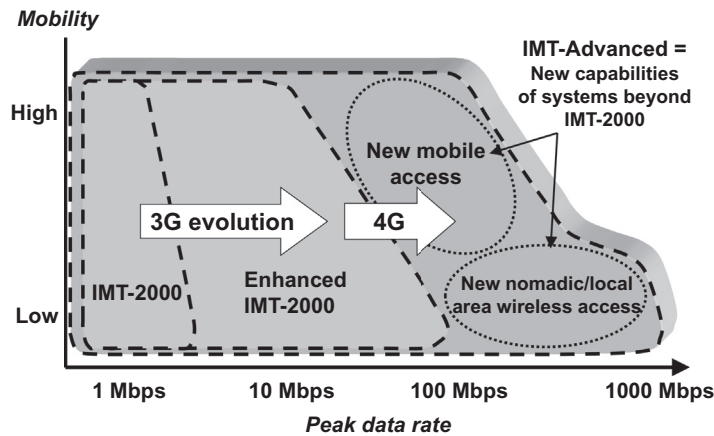 Mobility
IMT-Advanced =
New capabilities
of systems beyond
IMT-2000
High
New mobile
access
3G evolution
4G
IMT-2000
Enhanced
IMT-2000
New nomadic/local
area wireless access
Low
1 Mbps
10 Mbps
100 Mbps
1000 Mbps
Peak data rate